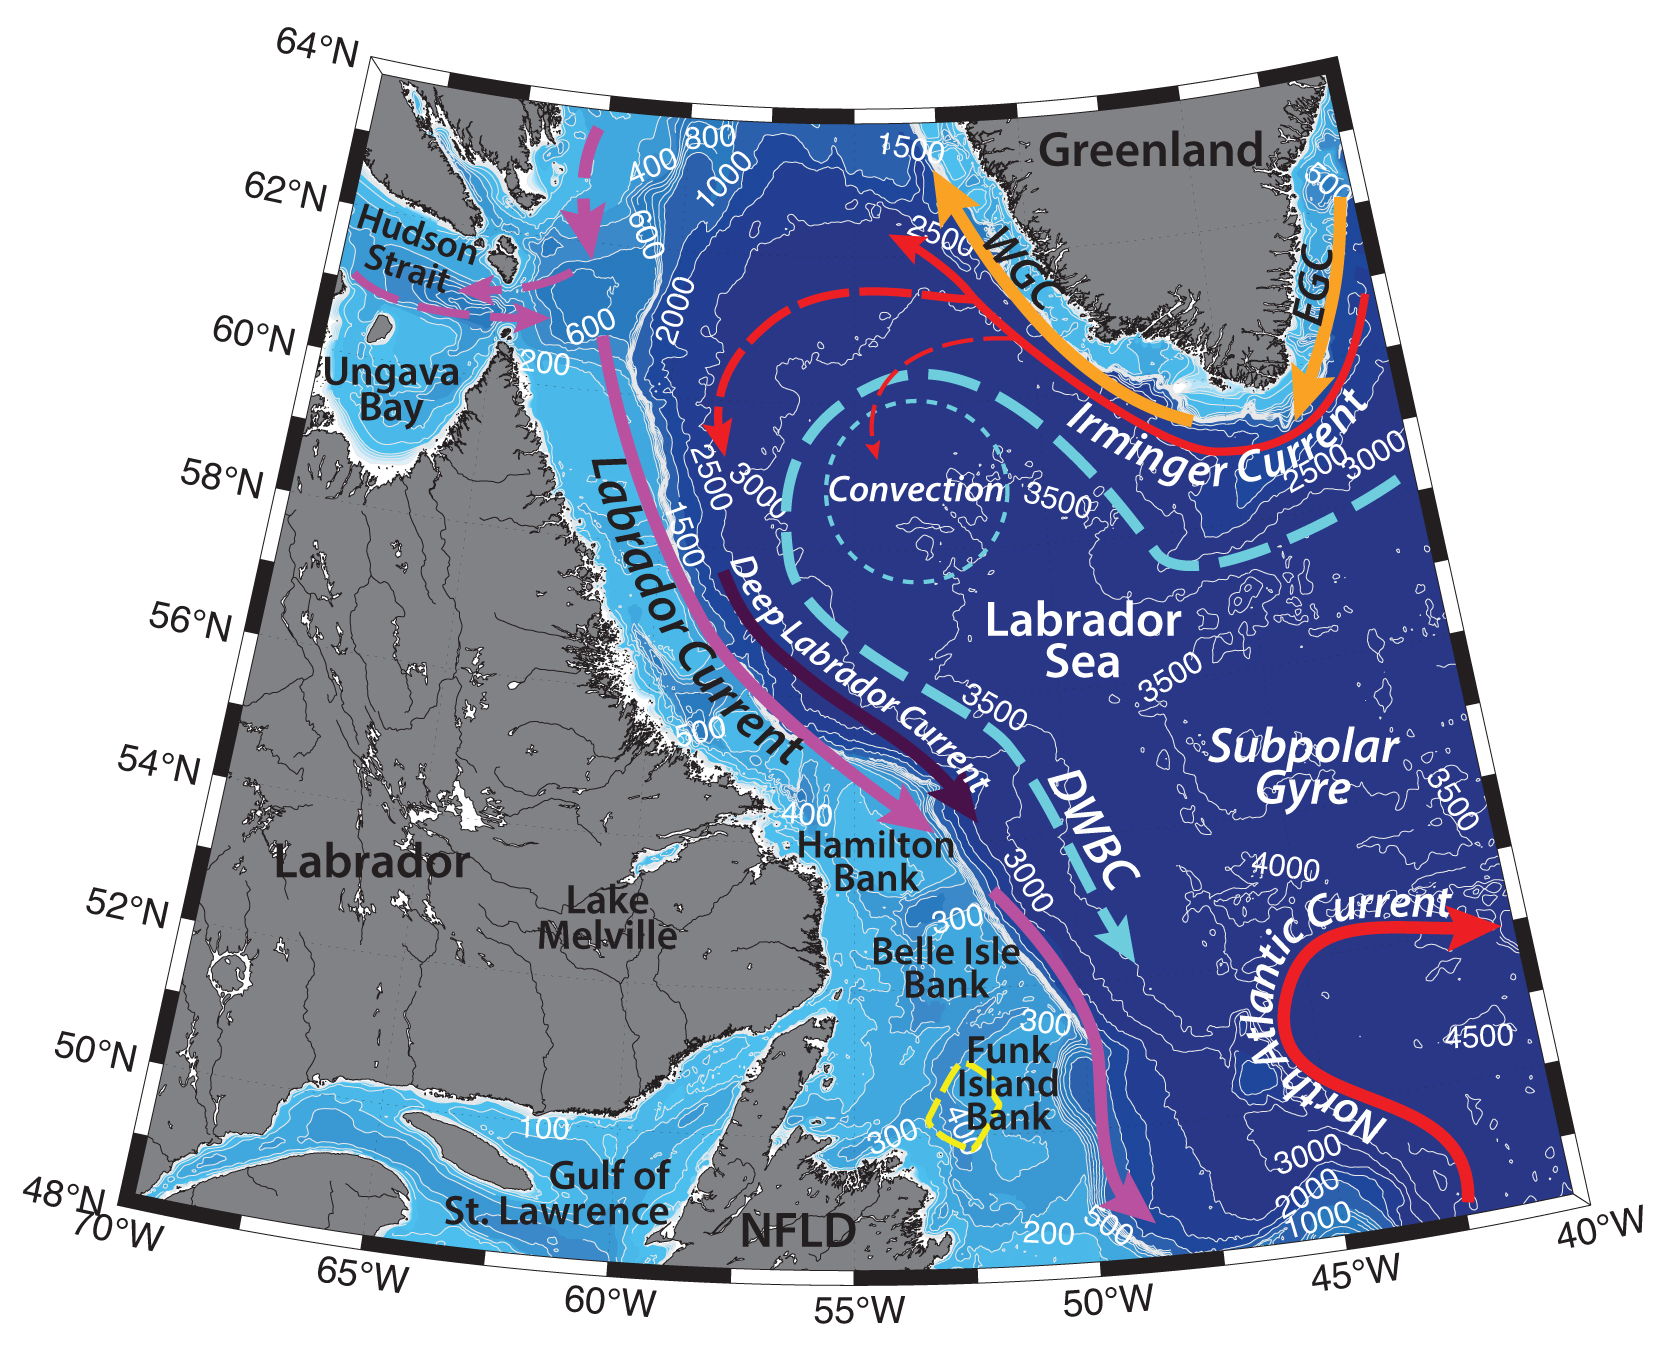 64°N
62°N
60°N
58°N
56°N
54°N
52°N
50°N
48°N
70°W
65°W
60°W
55°W
50°W
45°W
40°W
Greenland
800
400
1000
1500
600
600
2500
WGC
EGC
Hudson
Strait
2000
600
200
Ungava
Bay
Irminger Current
2500
3000
2500
3000
Convection
3500
1500
Labrador Current
Deep Labrador Current
Labrador
Sea
3500
3500
500
Subpolar
Gyre
3500
DWBC
400
Hamilton
Bank
Labrador
Lake
Melville
3000
4000
300
Belle Isle
Bank
North Atlantic Current
4500
300
Funk
Island
Bank
400
300
100
Gulf of
St. Lawrence
NFLD
200
500
3000
2000
1000